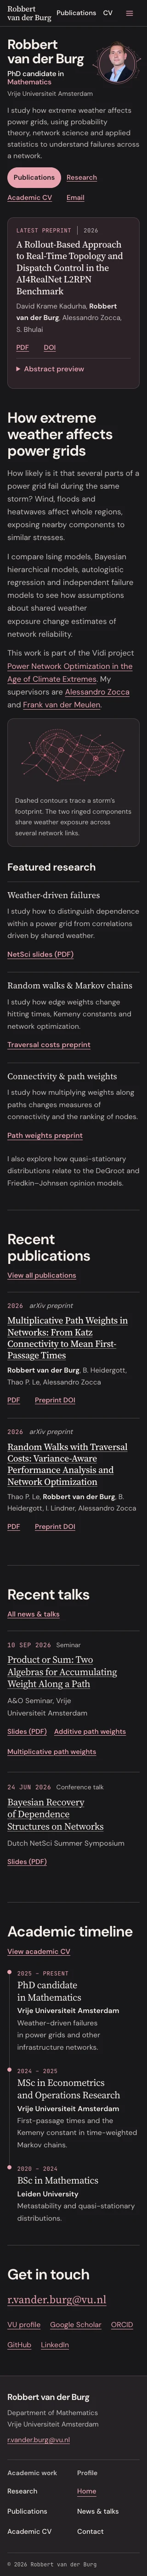 Robbert
van der Burg
Publications
CV
Robbert
van der Burg
PhD candidate in
Mathematics
Vrije Universiteit Amsterdam
I study how extreme weather affects
power grids, using probability
theory, network science and applied
statistics to understand failures across
a network.
Publications
Research
Academic CV
Email
LATEST PREPRINT | 2026
A Rollout-Based Approach
to Real-Time Topology and
Dispatch Control in the
AI4RealNet L2RPN
Benchmark
David Krame Kadurha, Robbert
van der Burg, Alessandro Zocca,
S. Bhulai
PDF
DOI
Abstract preview
How extreme
weather affects
power grids
How likely is it that several parts of a
power grid fail during the same
storm? Wind, floods and
heatwaves affect whole regions,
exposing nearby components to
similar stresses.
I compare Ising models, Bayesian
hierarchical models, autologistic
regression and independent failure
models to see how assumptions
about shared weather
exposure change estimates of
network reliability.
This work is part of the Vidi project
Power Network Optimization in the
Age of Climate Extremes. My
supervisors are Alessandro Zocca
and Frank van der Meulen.
Dashed contours trace a storm's
footprint. The two ringed components
share weather exposure across
several network links.
Featured research
Weather-driven failures
I study how to distinguish dependence
within a power grid from correlations
driven by shared weather.
NetSci slides (PDF)
Random walks & Markov chains
I study how edge weights change
hitting times, Kemeny constants and
network optimization.
Traversal costs preprint
Connectivity & path weights
I study how multiplying weights along
paths changes measures of
connectivity and the ranking of nodes.
Path weights preprint
I also explore how quasi-stationary
distributions relate to the DeGroot and
Friedkin–Johnsen opinion models.
Recent
publications
View all publications
2026 arXiv preprint
Multiplicative Path Weights in
Networks: From Katz
Connectivity to Mean First-
Passage Times
Robbert van der Burg, B. Heidergott,
Thao P. Le, Alessandro Zocca
PDF
Preprint DOI
2026 arXiv preprint
Random Walks with Traversal
Costs: Variance-Aware
Performance Analysis and
Network Optimization
Thao P. Le, Robbert van der Burg, B.
Heidergott, I. Lindner, Alessandro Zocca
PDF
Preprint DOI
Recent talks
All news & talks
10 SEP 2026 Seminar
Product or Sum: Two
Algebras for Accumulating
Weight Along a Path
A&O Seminar, Vrije
Universiteit Amsterdam
Slides (PDF)
Additive path weights
Multiplicative path weights
24 JUN 2026 Conference talk
Bayesian Recovery
of Dependence
Structures on Networks
Dutch NetSci Summer Symposium
Slides (PDF)
Academic timeline
View academic CV
2025 – PRESENT
PhD candidate
in Mathematics
Vrije Universiteit Amsterdam
Weather-driven failures
in power grids and other
infrastructure networks.
2024 – 2025
MSc in Econometrics
and Operations Research
Vrije Universiteit Amsterdam
First-passage times and the
Kemeny constant in time-weighted
Markov chains.
2020 – 2024
BSc in Mathematics
Leiden University
Metastability and quasi-stationary
distributions.
Get in touch
r.vander.burg@vu.nl
VU profile
Google Scholar
ORCID
GitHub
LinkedIn
Robbert van der Burg
Department of Mathematics
Vrije Universiteit Amsterdam
r.vander.burg@vu.nl
Academic work
Profile
Research
Home
Publications
News & talks
Academic CV
Contact
© 2026 Robbert van der Burg